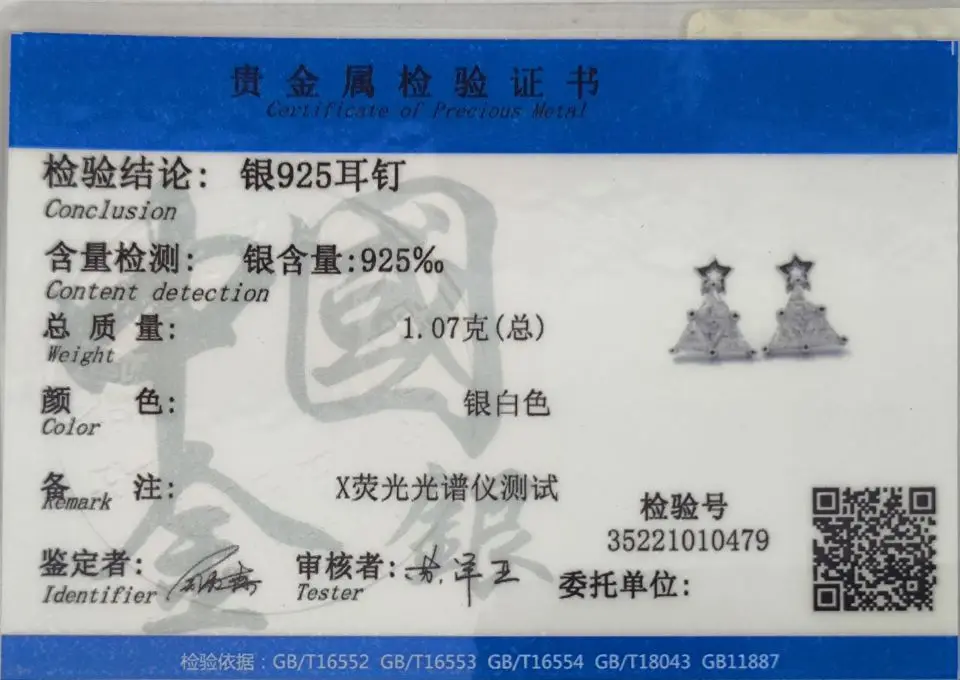 贵金属检验证书
Certificate of Precious Metal
检验结论: 银925耳钉
Conclusion
含量检测: 银含量:925‰
Content detection
总质量: 1.07克(总)
Weight
颜色: 银白色
Color
备注: X荧光光谱仪测试
Remark
检验号
35221010479
鉴定者:
Identifier
审核者:
Tester
委托单位:
中國金银
检验依据：GB/T16552 GB/T16553 GB/T16554 GB/T18043 GB11887